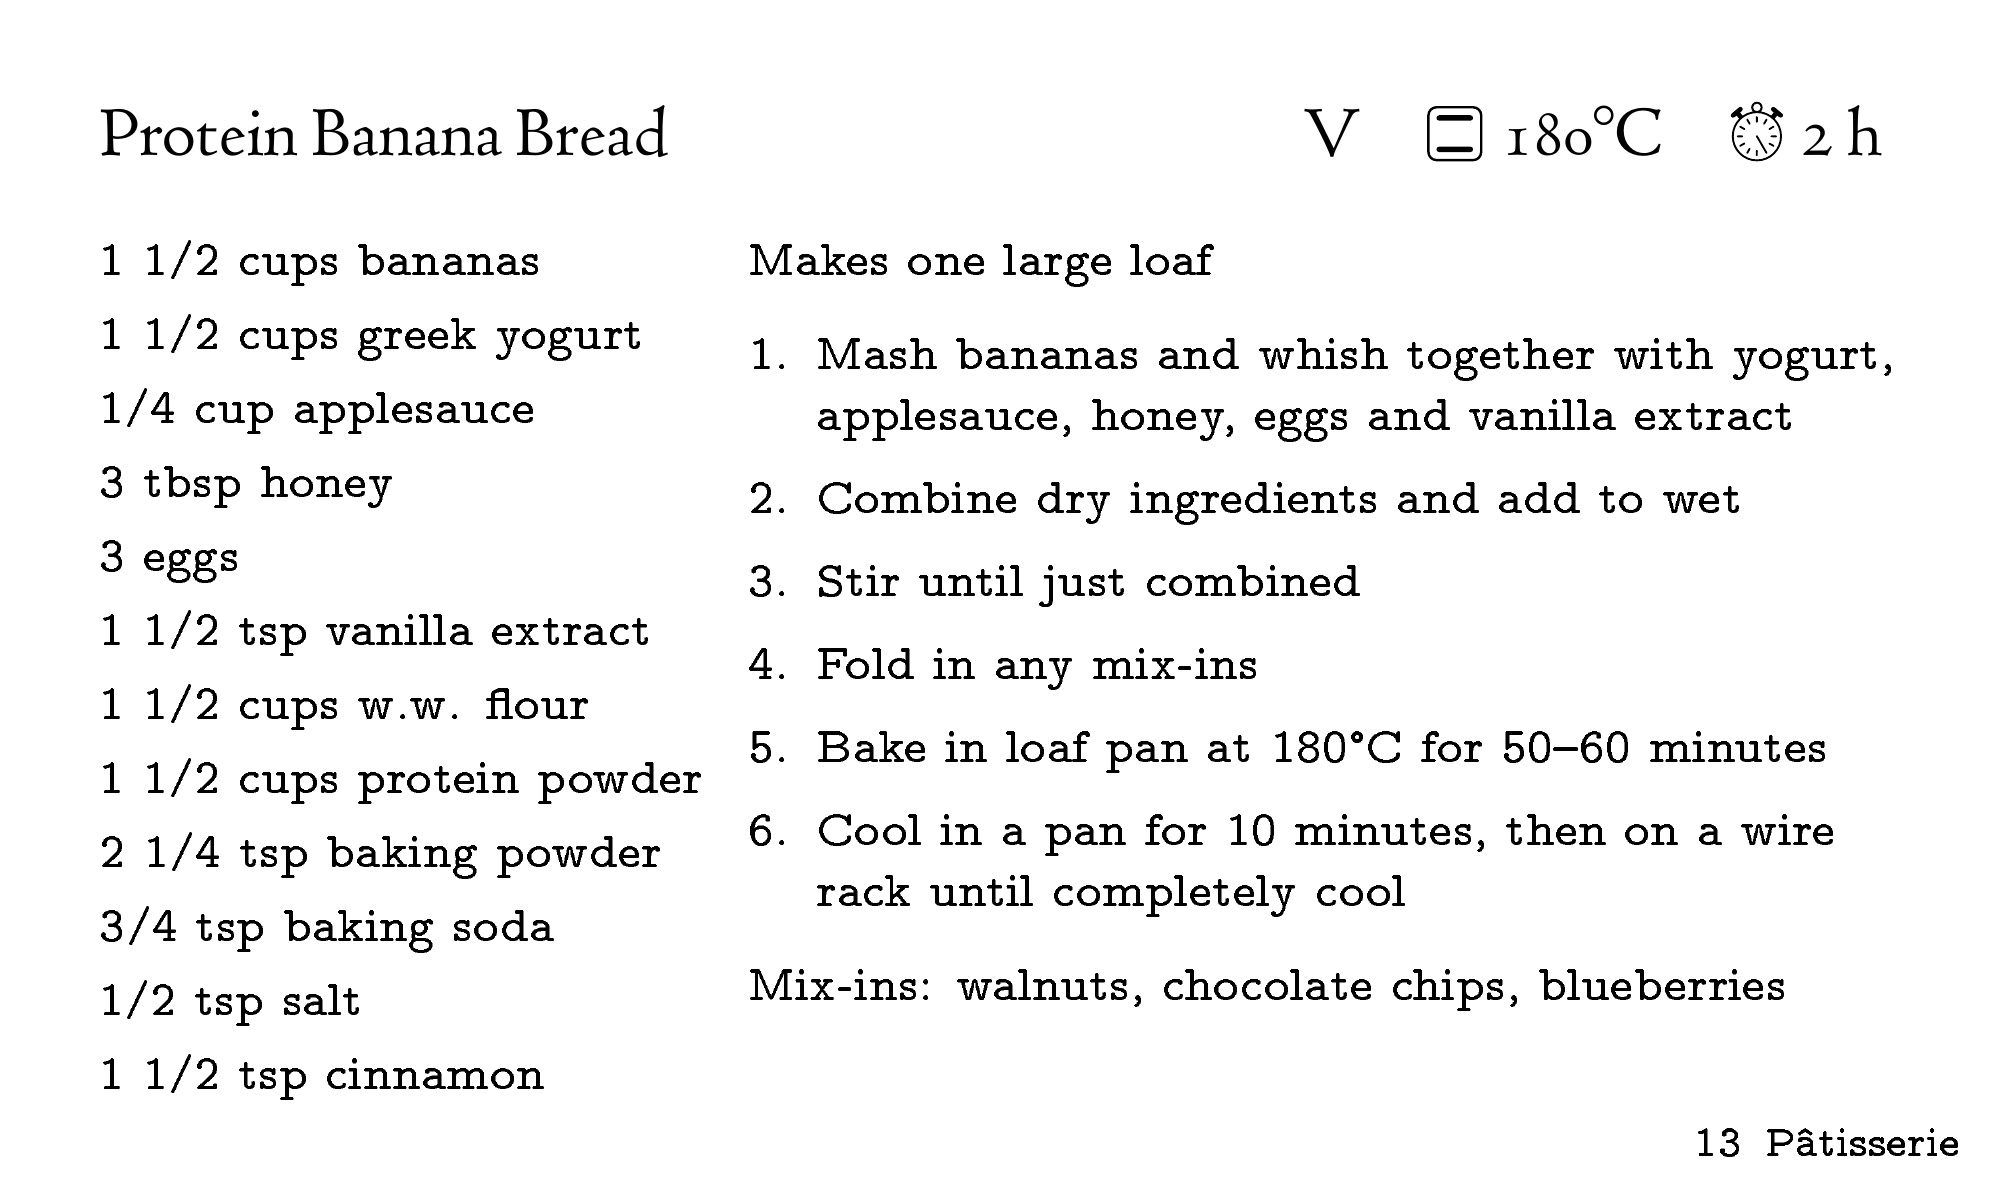 Protein Banana Bread
V 180°C 2 h
1 1/2 cups bananas
1 1/2 cups greek yogurt
1/4 cup applesauce
3 tbsp honey
3 eggs
1 1/2 tsp vanilla extract
1 1/2 cups w.w. flour
1 1/2 cups protein powder
2 1/4 tsp baking powder
3/4 tsp baking soda
1/2 tsp salt
1 1/2 tsp cinnamon
Makes one large loaf
1. Mash bananas and whish together with yogurt,
applesauce, honey, eggs and vanilla extract
2. Combine dry ingredients and add to wet
3. Stir until just combined
4. Fold in any mix-ins
5. Bake in loaf pan at 180°C for 50–60 minutes
6. Cool in a pan for 10 minutes, then on a wire
rack until completely cool
Mix-ins: walnuts, chocolate chips, blueberries
13 Pâtisserie